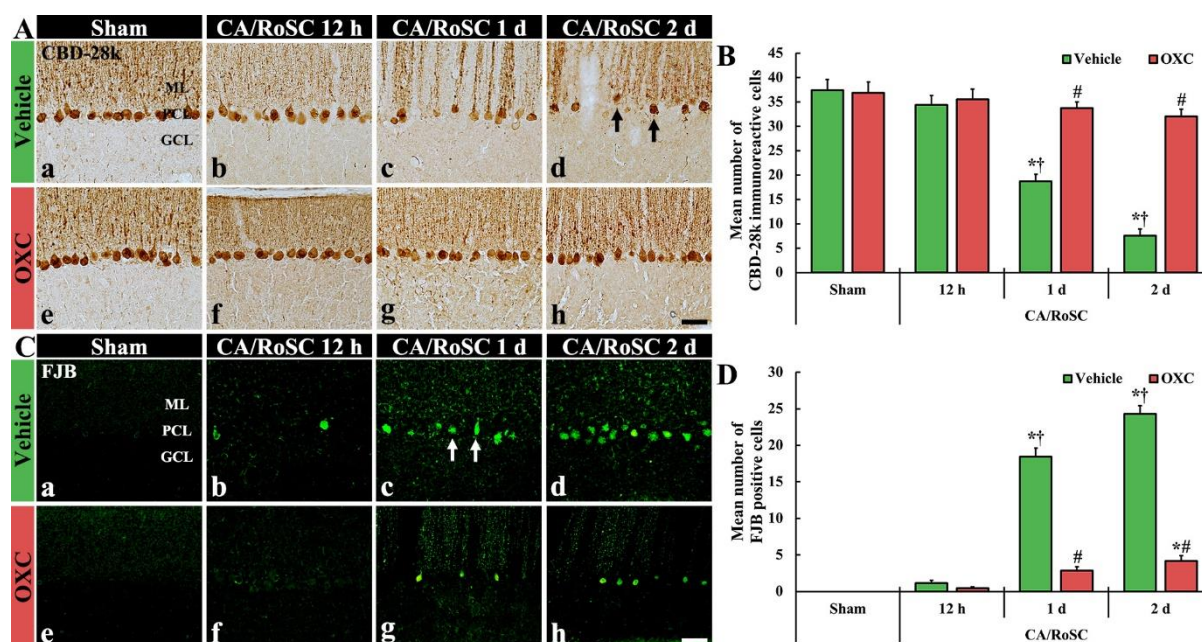 A
Sham
CA/RoSC 12 h
CA/RoSC 1 d
CA/RoSC 2 d
Vehicle
CBD-28k
ML
PCL
GCL
a
b
c
d
OXC
e
f
g
h
B
Vehicle
OXC
Mean number of
CBD-28k immunoreactive cells
45
40
35
30
25
20
15
10
5
0
*†
#
*†
#
Sham
12 h
1 d
2 d
CA/RoSC
C
Sham
CA/RoSC 12 h
CA/RoSC 1 d
CA/RoSC 2 d
Vehicle
FJB
ML
PCL
GCL
a
b
c
d
OXC
e
f
g
h
D
Vehicle
OXC
Mean number of
FJB positive cells
30
25
20
15
10
5
0
*†
#
*†
*#
Sham
12 h
1 d
2 d
CA/RoSC